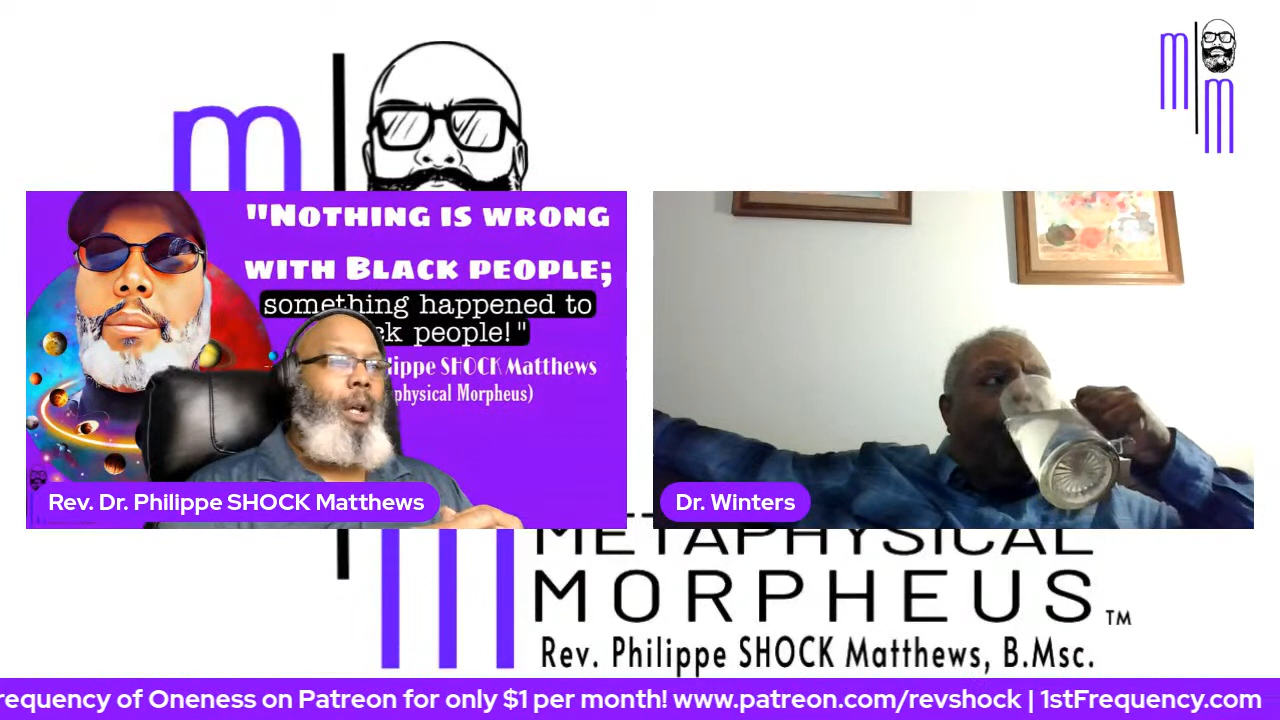 m
m
m
"Nothing is wrong
with Black people;
something happened to
ck people!"
ippe SHOCK Matthews
physical Morpheus)
Rev. Dr. Philippe SHOCK Matthews
Dr. Winters
m
METAPHYSICAL
MORPHEUS™
Rev. Philippe SHOCK Matthews, B.Msc.
requency of Oneness on Patreon for only $1 per month! www.patreon.com/revshock | 1stFrequency.com